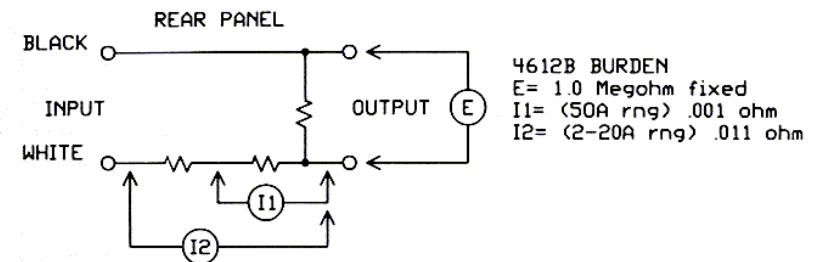 REAR PANEL
BLACK
INPUT
WHITE
OUTPUT
E
I1
I2
4612B BURDEN
E= 1.0 Megohm fixed
I1= (50A rng) .001 ohm
I2= (2-20A rng) .011 ohm